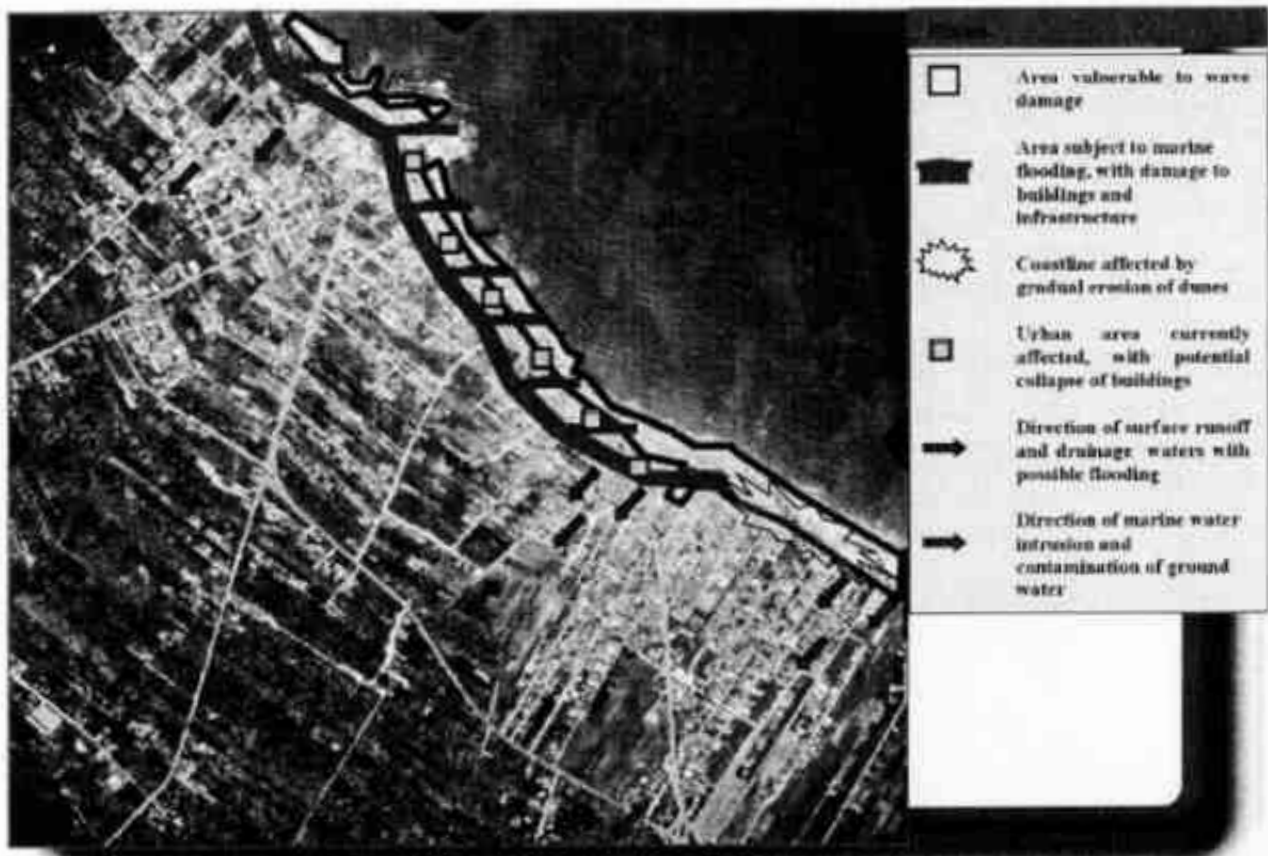 Area vulnerable to wave
damage
Area subject to marine
flooding, with damage to
buildings and
infrastructure
Coastline affected by
gradual erosion of dunes
Urban area currently
affected, with potential
collapse of buildings
Direction of surface runoff
and drainage waters with
possible flooding
Direction of marine water
intrusion and
contamination of ground
water